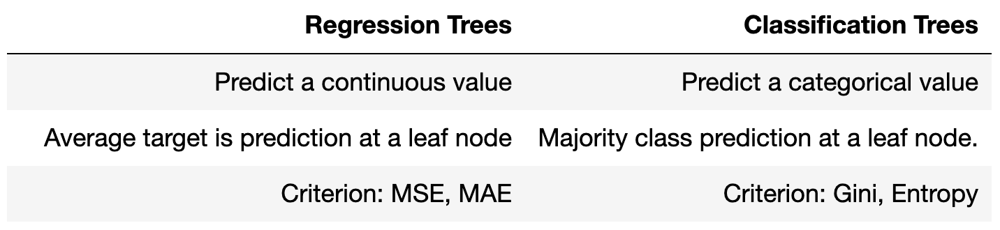 Regression Trees Classification Trees
Predict a continuous value Predict a categorical value
Average target is prediction at a leaf node Majority class prediction at a leaf node.
Criterion: MSE, MAE Criterion: Gini, Entropy